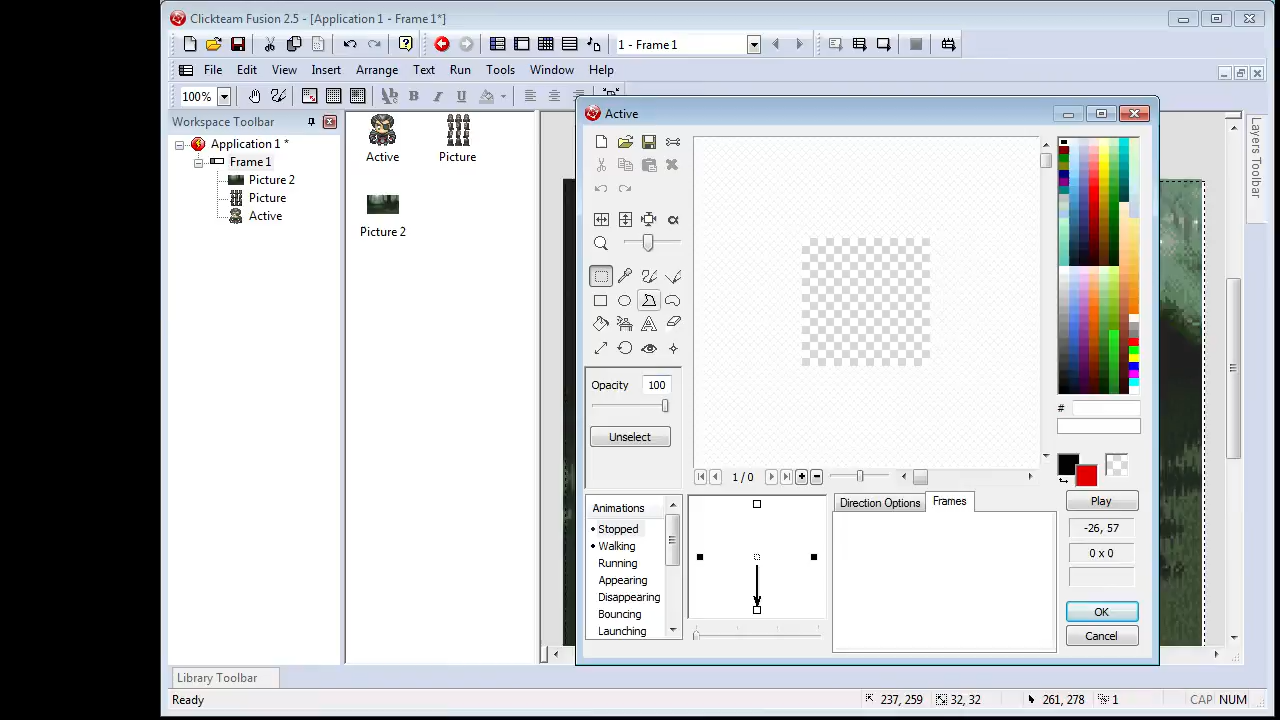 Clickteam Fusion 2.5 - [Application 1 - Frame 1*]
1 - Frame 1
File Edit View Insert Arrange Text Run Tools Window Help
100%
B I U
Workspace Toolbar
Application 1 *
Frame 1
Picture 2
Picture
Active
Active
Picture
Picture 2
Layers Toolbar
Active
Opacity 100
Unselect
#
1 / 0
Animations
Stopped
Walking
Running
Appearing
Disappearing
Bouncing
Launching
Direction Options
Frames
Play
-26, 57
0 x 0
OK
Cancel
Library Toolbar
Ready
237, 259
32, 32
261, 278
1
CAP
NUM